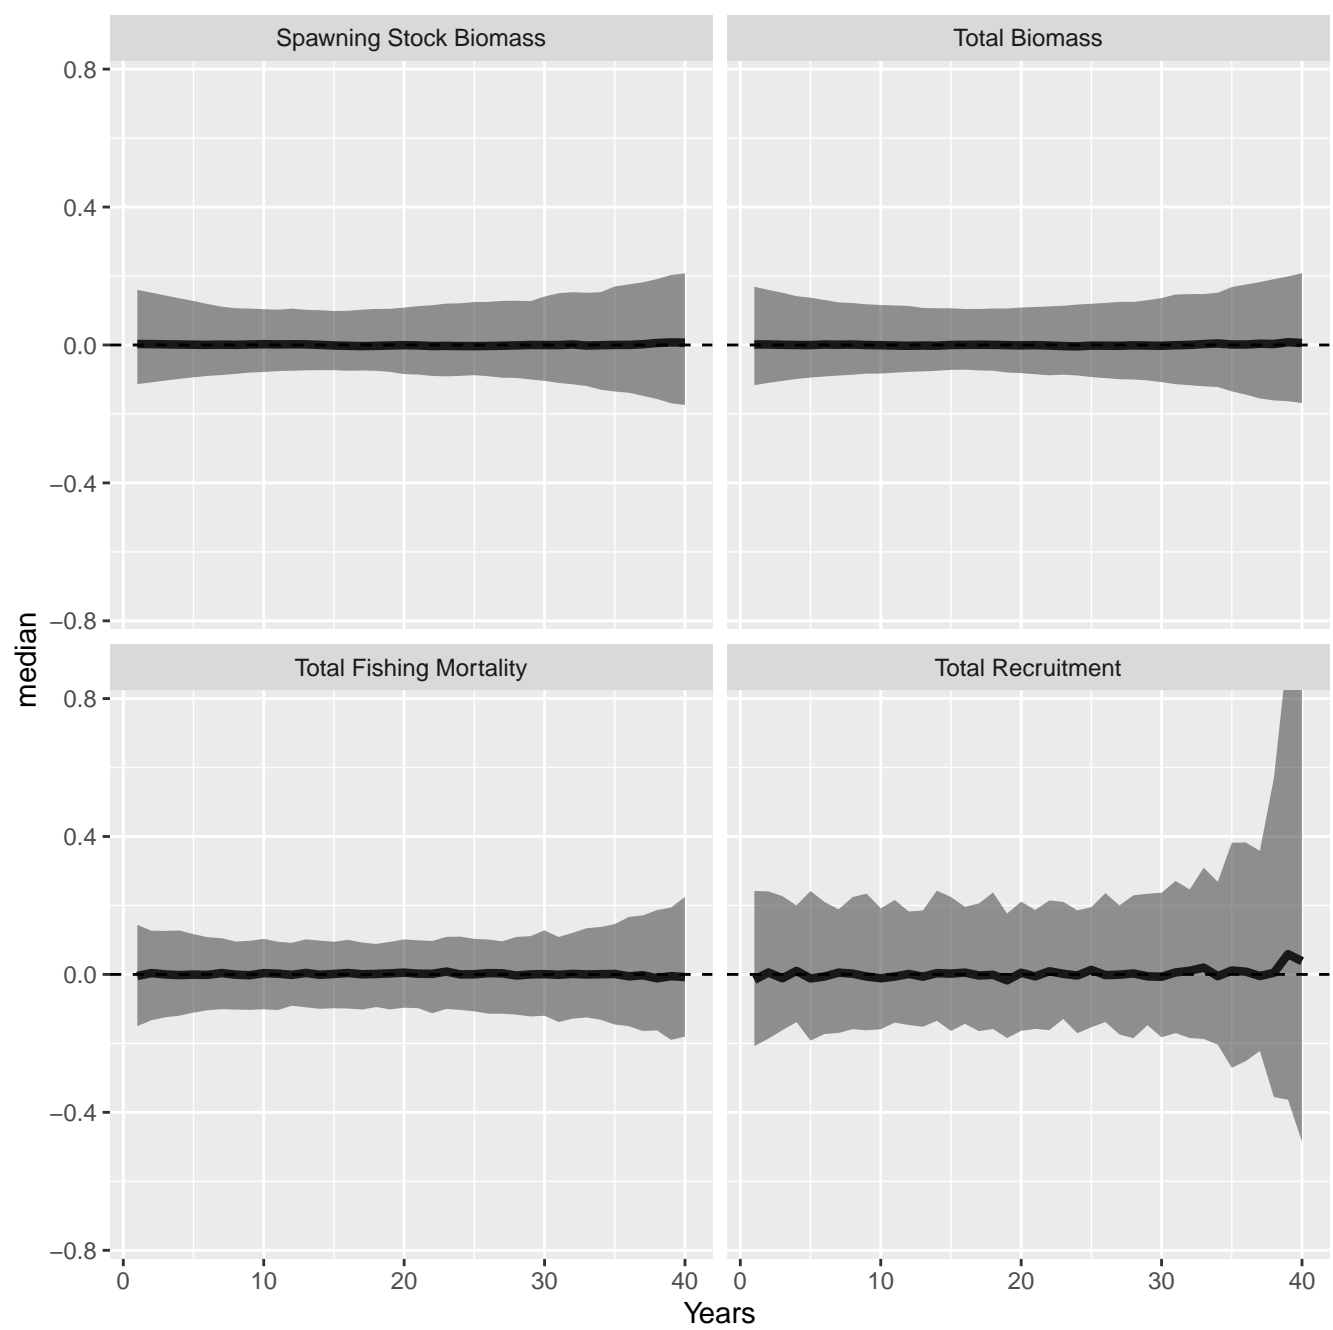 Spawning Stock Biomass
Total Biomass
0.8
0.4
0.0
−0.4
−0.8
median
Total Fishing Mortality
Total Recruitment
0.8
0.4
0.0
−0.4
−0.8
0 10 20 30 40
0 10 20 30 40
Years